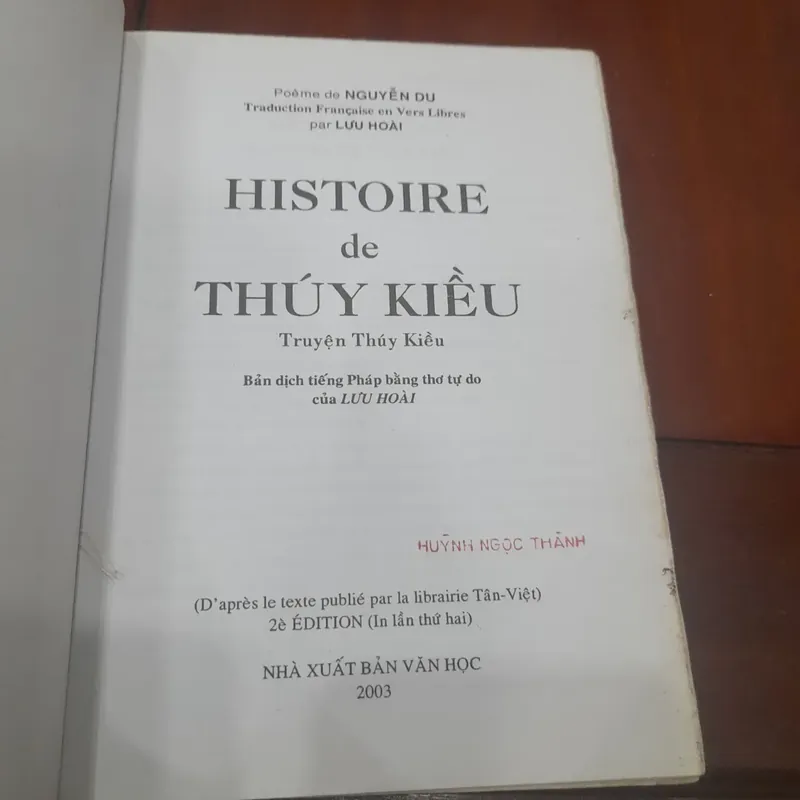 Poème de NGUYỄN DU
Traduction Française en Vers Libres
par LƯU HOÀI
HISTOIRE
de
THÚY KIỀU
Truyện Thúy Kiều
Bản dịch tiếng Pháp bằng thơ tự do
của LƯU HOÀI
HUỲNH NGỌC THÀNH
(D'après le texte publié par la librairie Tân-Việt)
2è ÉDITION (In lần thứ hai)
NHÀ XUẤT BẢN VĂN HỌC
2003